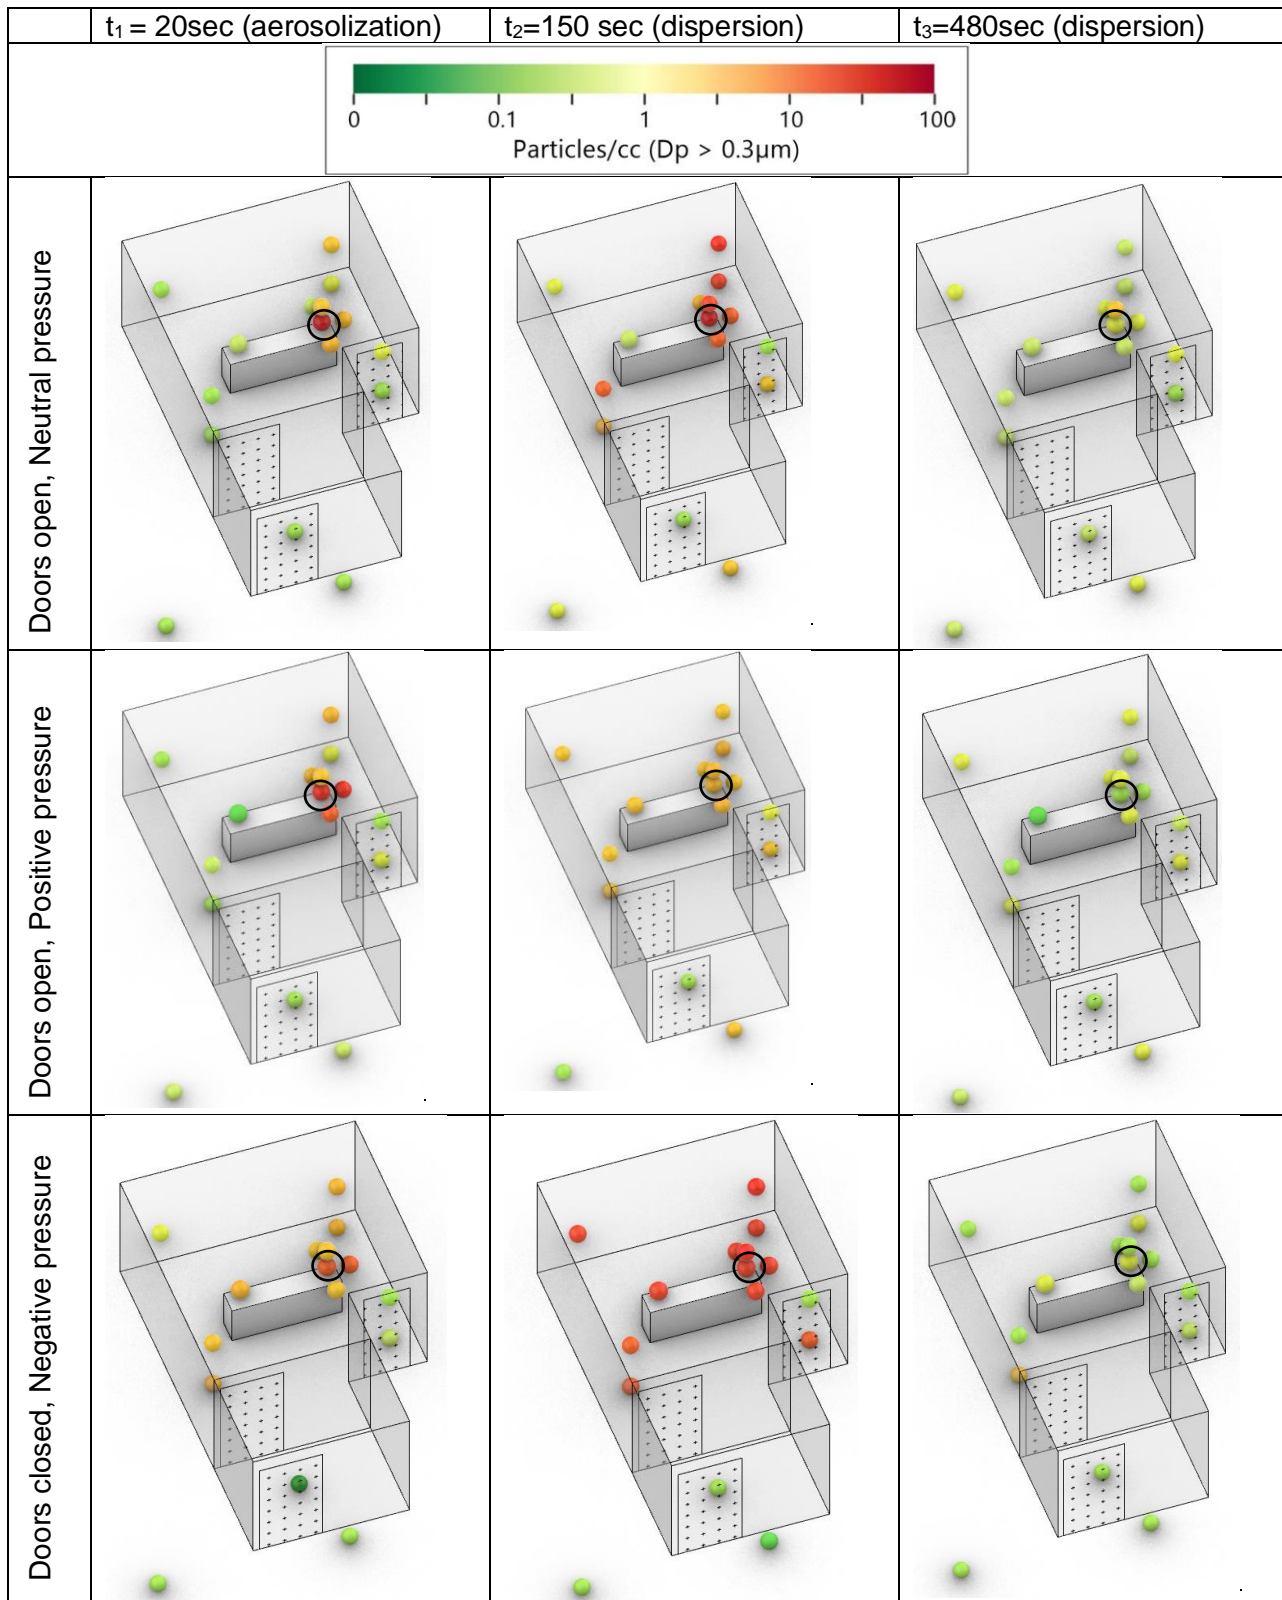 t₁ = 20sec (aerosolization)
t₂=150 sec (dispersion)
t₃=480sec (dispersion)
0 0.1 1 10 100
Particles/cc (Dp > 0.3µm)
Doors open, Neutral pressure
Doors open, Positive pressure
Doors closed, Negative pressure